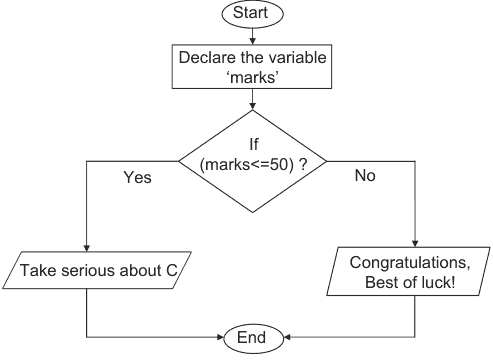 Start
Declare the variable
‘marks’
If
(marks<=50) ?
Yes
No
Take serious about C
Congratulations,
Best of luck!
End